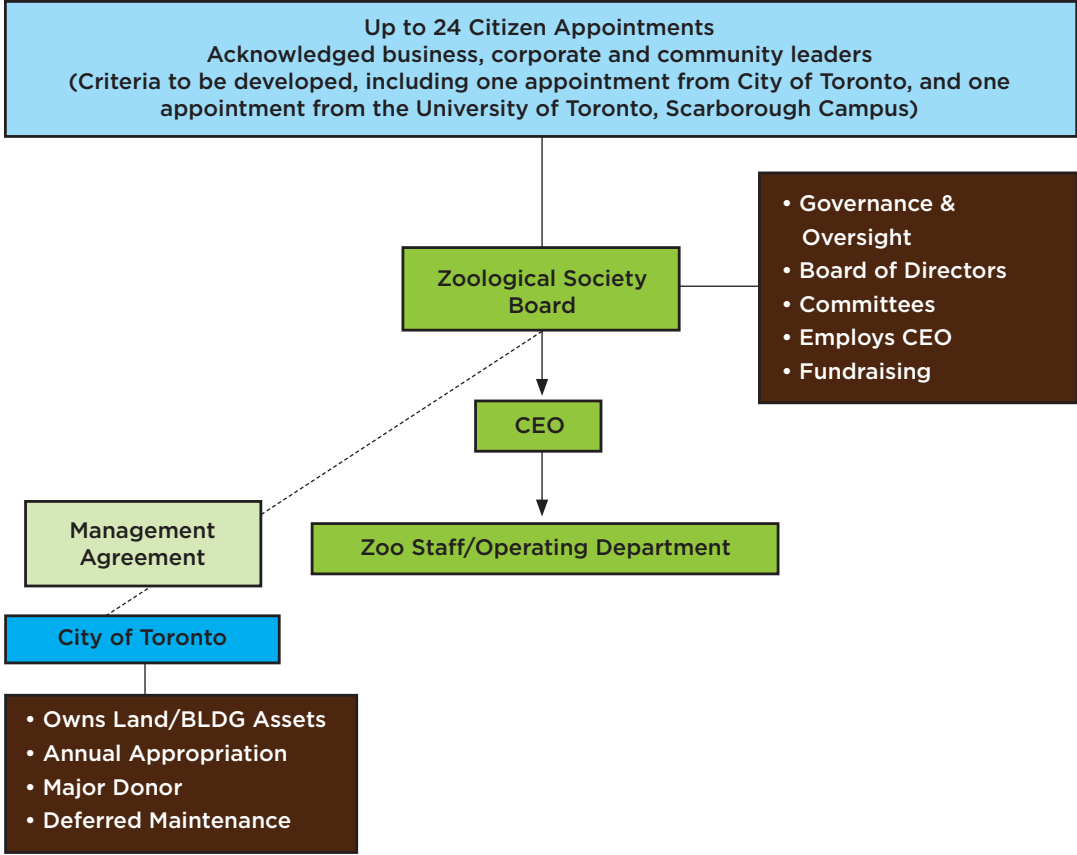 Up to 24 Citizen Appointments
Acknowledged business, corporate and community leaders
(Criteria to be developed, including one appointment from City of Toronto, and one
appointment from the University of Toronto, Scarborough Campus)
• Governance &
Oversight
• Board of Directors
• Committees
• Employs CEO
• Fundraising
Zoological Society
Board
CEO
Zoo Staff/Operating Department
Management
Agreement
City of Toronto
• Owns Land/BLDG Assets
• Annual Appropriation
• Major Donor
• Deferred Maintenance